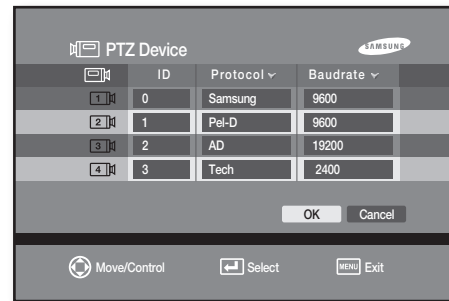 PTZ Device
SAMSUNG
ID Protocol Baudrate
1 0 Samsung 9600
2 1 Pel-D 9600
3 2 AD 19200
4 3 Tech 2400
OK Cancel
Move/Control Select MENU Exit